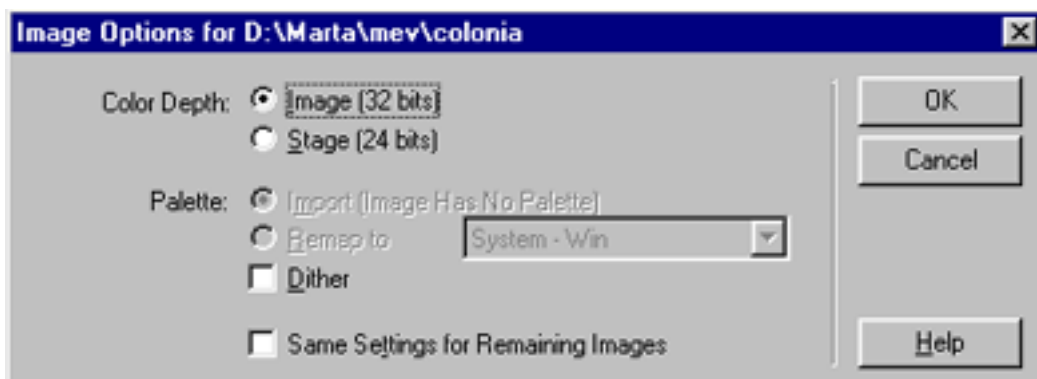 Image Options for D:\Marta\mev\colonia
Color Depth: Image (32 bits)
Stage (24 bits)
Palette: Import (Image Has No Palette)
Remap to System - Win
Dither
Same Settings for Remaining Images
OK
Cancel
Help